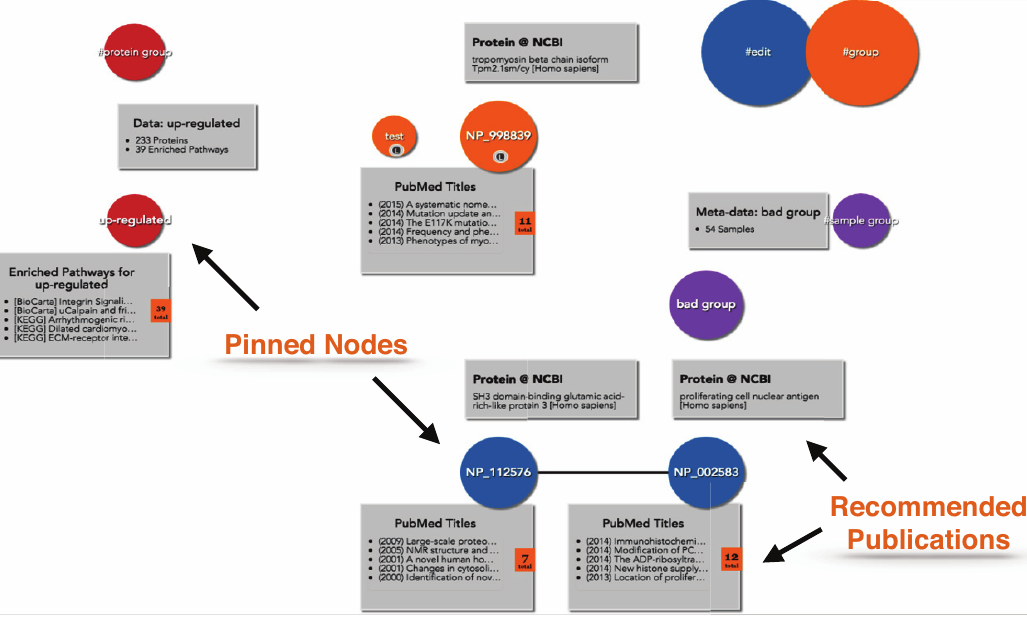 #protein group
Data: up-regulated
• 233 Proteins
• 39 Enriched Pathways
up-regulated
Enriched Pathways for
up-regulated
• [BioCarta] Integrin Signali...
• [BioCarta] uCalpain and fri...
• [KEGG] Arrhythmogenic ri...
• [KEGG] Dilated cardiomyo...
• [KEGG] ECM-receptor inte...
39
total
Protein @ NCBI
tropomyosin beta chain isoform
Tpm2.1sm/cy [Homo sapiens]
test
L
NP_998839
L
PubMed Titles
• (2015) A systematic nome...
• (2014) Mutation update an...
• (2014) The E117K mutatio...
• (2014) Frequency and phe...
• (2013) Phenotypes of myo...
11
total
#edit
#group
Meta-data: bad group
• 54 Samples
#sample group
bad group
Pinned Nodes
Protein @ NCBI
SH3 domain-binding glutamic acid-
rich-like protein 3 [Homo sapiens]
Protein @ NCBI
proliferating cell nuclear antigen
[Homo sapiens]
NP_112576
NP_002583
PubMed Titles
• (2009) Large-scale proteo...
• (2005) NMR structure and ...
• (2001) A novel human ho...
• (2001) Changes in cytosoli...
• (2000) Identification of nov...
7
total
PubMed Titles
• (2014) Immunohistochemi...
• (2014) Modification of PC...
• (2014) The ADP-ribosyltra...
• (2014) New histone supply...
• (2013) Location of prolifer...
12
total
Recommended
Publications